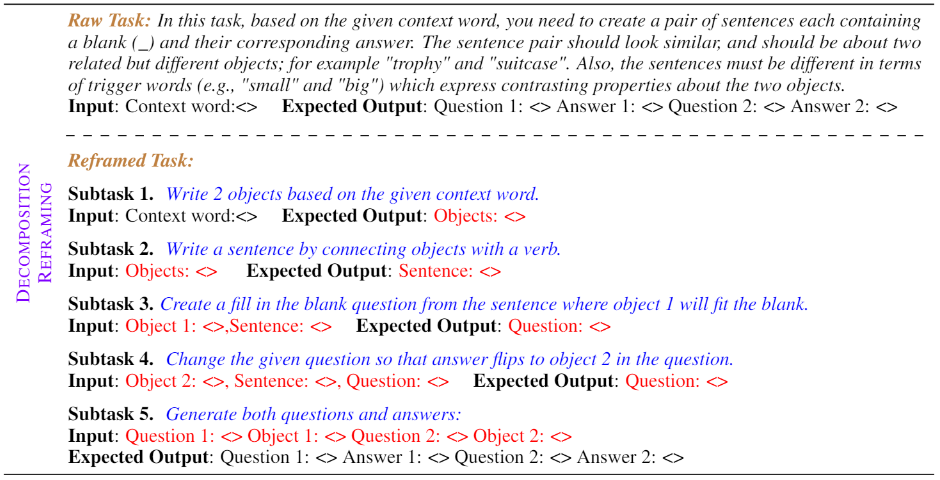 Raw Task: In this task, based on the given context word, you need to create a pair of sentences each containing
a blank (_) and their corresponding answer. The sentence pair should look similar, and should be about two
related but different objects; for example "trophy" and "suitcase". Also, the sentences must be different in terms
of trigger words (e.g., "small" and "big") which express contrasting properties about the two objects.
Input: Context word:<> Expected Output: Question 1: <> Answer 1: <> Question 2: <> Answer 2: <>
DECOMPOSITION
REFRAMING
Reframed Task:
Subtask 1. Write 2 objects based on the given context word.
Input: Context word:<> Expected Output: Objects: <>
Subtask 2. Write a sentence by connecting objects with a verb.
Input: Objects: <> Expected Output: Sentence: <>
Subtask 3. Create a fill in the blank question from the sentence where object 1 will fit the blank.
Input: Object 1: <>,Sentence: <> Expected Output: Question: <>
Subtask 4. Change the given question so that answer flips to object 2 in the question.
Input: Object 2: <>, Sentence: <>, Question: <> Expected Output: Question: <>
Subtask 5. Generate both questions and answers:
Input: Question 1: <> Object 1: <> Question 2: <> Object 2: <>
Expected Output: Question 1: <> Answer 1: <> Question 2: <> Answer 2: <>